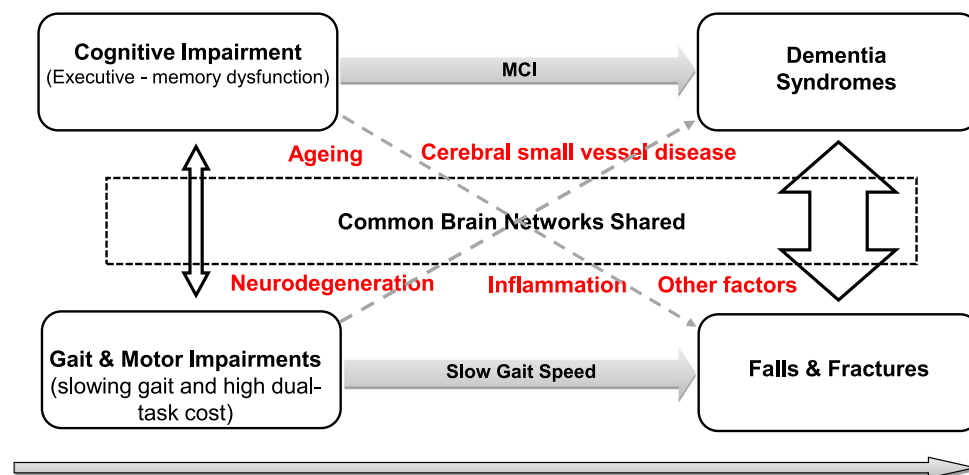 Cognitive Impairment
(Executive - memory dysfunction)
MCI
Dementia
Syndromes
Ageing
Cerebral small vessel disease
Common Brain Networks Shared
Neurodegeneration
Inflammation
Other factors
Gait & Motor Impairments
(slowing gait and high dual-
task cost)
Slow Gait Speed
Falls & Fractures